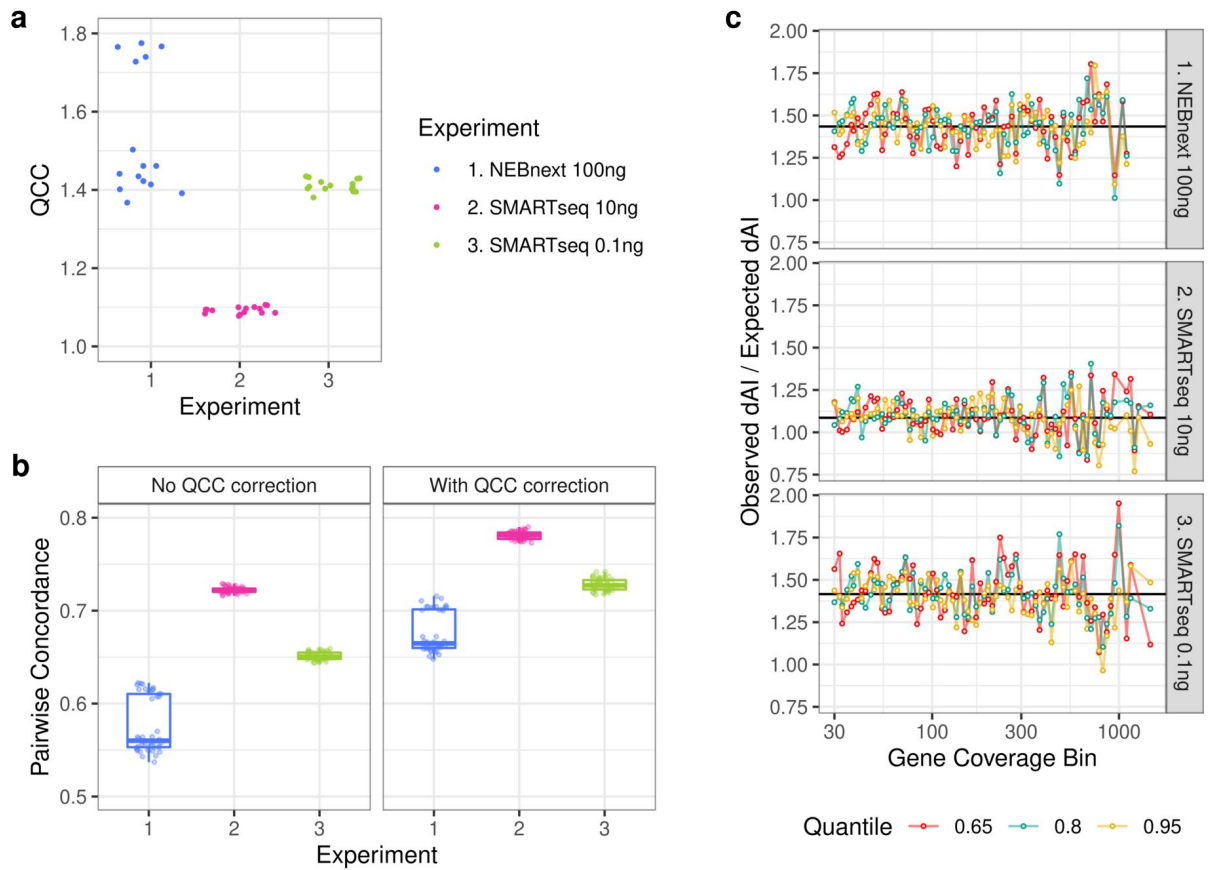 a
1.8
1.6
1.4
1.2
1.0
QCC
1
2
3
Experiment
Experiment
1. NEBnext 100ng
2. SMARTseq 10ng
3. SMARTseq 0.1ng
b
No QCC correction
With QCC correction
0.8
0.7
0.6
0.5
Pairwise Concordance
1
2
3
1
2
3
Experiment
c
2.00
1.75
1.50
1.25
1.00
0.75
1. NEBnext 100ng
2.00
1.75
1.50
1.25
1.00
0.75
2. SMARTseq 10ng
2.00
1.75
1.50
1.25
1.00
0.75
3. SMARTseq 0.1ng
Observed dAI / Expected dAI
30
100
300
1000
Gene Coverage Bin
Quantile
0.65
0.8
0.95